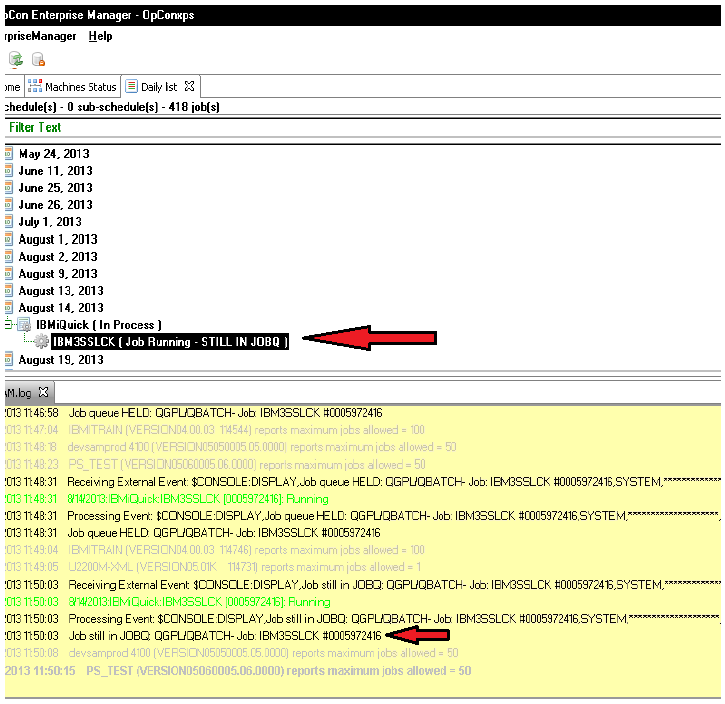 pCon Enterprise Manager - OpConxps
rpriseManager Help
ome Machines Status Daily list
chedule(s) - 0 sub-schedule(s) - 418 job(s)
Filter Text
May 24, 2013
June 11, 2013
June 25, 2013
June 26, 2013
July 1, 2013
August 1, 2013
August 2, 2013
August 9, 2013
August 13, 2013
August 14, 2013
IBMiQuick ( In Process )
IBM3SSLCK ( Job Running - STILL IN JOBQ )
August 19, 2013
AM.log
2013 11:46:58 Job queue HELD: QGPL/QBATCH- Job: IBM3SSLCK #0005972416
2013 11:47:04 IBMITRAIN (VERSION04.00.03 114544) reports maximum jobs allowed = 100
2013 11:48:18 devsamprod 4100 (VERSION05050005.05.0000) reports maximum jobs allowed = 50
2013 11:48:23 PS_TEST (VERSION05060005.06.0000) reports maximum jobs allowed = 50
2013 11:48:31 Receiving External Event: $CONSOLE:DISPLAY,Job queue HELD: QGPL/QBATCH- Job: IBM3SSLCK #0005972416,SYSTEM,***************
2013 11:48:31 8/14/2013:IBMiQuick:IBM3SSLCK [0005972416]; Running
2013 11:48:31 Processing Event: $CONSOLE:DISPLAY,Job queue HELD: QGPL/QBATCH- Job: IBM3SSLCK #0005972416,SYSTEM,************************
2013 11:48:31 Job queue HELD: QGPL/QBATCH- Job: IBM3SSLCK #0005972416
2013 11:49:04 IBMITRAIN (VERSION04.00.03 114746) reports maximum jobs allowed = 100
2013 11:49:05 U2200M-XML (VERSION05.01K 114731) reports maximum jobs allowed = 1
2013 11:50:03 Receiving External Event: $CONSOLE:DISPLAY,Job still in JOBQ: QGPL/QBATCH- Job: IBM3SSLCK #0005972416,SYSTEM,***************
2013 11:50:03 8/14/2013:IBMiQuick:IBM3SSLCK [0005972416]; Running
2013 11:50:03 Processing Event: $CONSOLE:DISPLAY,Job still in JOBQ: QGPL/QBATCH- Job: IBM3SSLCK #0005972416,SYSTEM,************************
2013 11:50:03 Job still in JOBQ: QGPL/QBATCH- Job: IBM3SSLCK #0005972416
2013 11:50:08 devsamprod 4100 (VERSION05050005.05.0000) reports maximum jobs allowed = 50
2013 11:50:15 PS_TEST (VERSION05060005.06.0000) reports maximum jobs allowed = 50